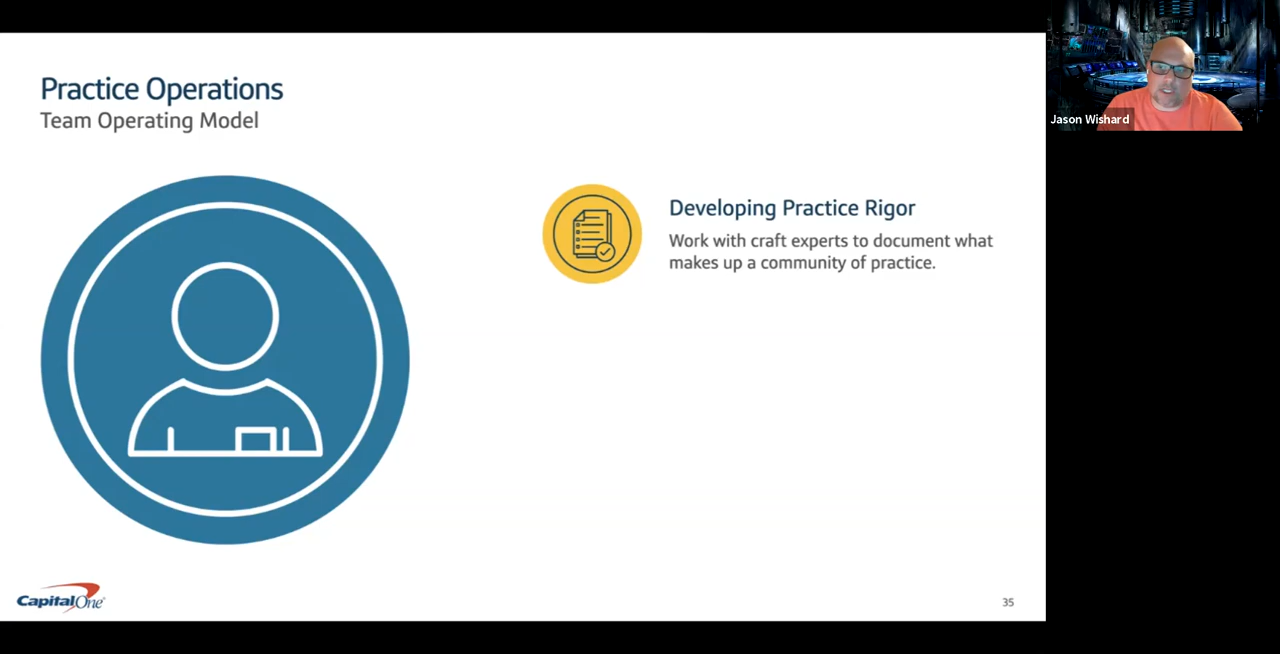 Practice Operations
Team Operating Model
Developing Practice Rigor
Work with craft experts to document what
makes up a community of practice.
Capital One
35
Jason Wishard